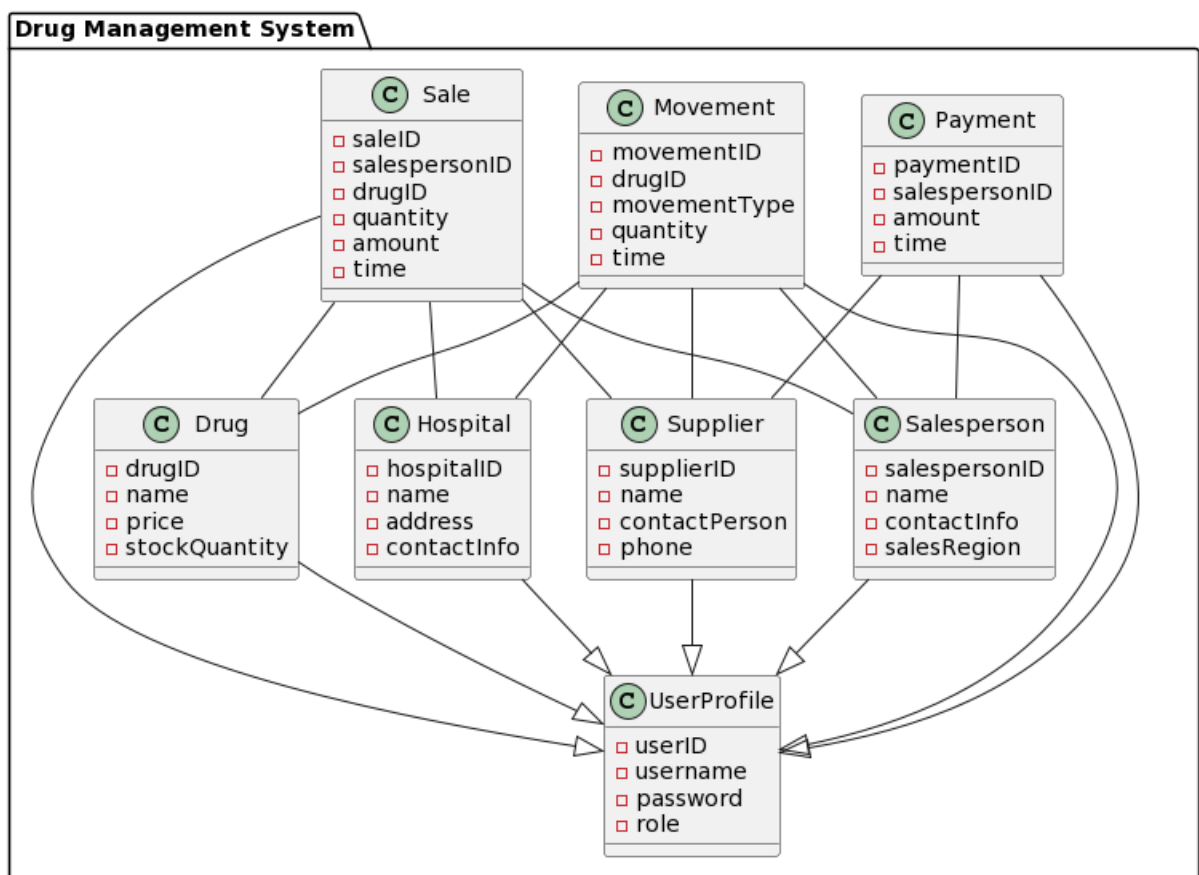 Drug Management System
C Sale
saleID
salespersonID
drugID
quantity
amount
time
C Movement
movementID
drugID
movementType
quantity
time
C Payment
paymentID
salespersonID
amount
time
C Drug
drugID
name
price
stockQuantity
C Hospital
hospitalID
name
address
contactInfo
C Supplier
supplierID
name
contactPerson
phone
C Salesperson
salespersonID
name
contactInfo
salesRegion
C UserProfile
userID
username
password
role